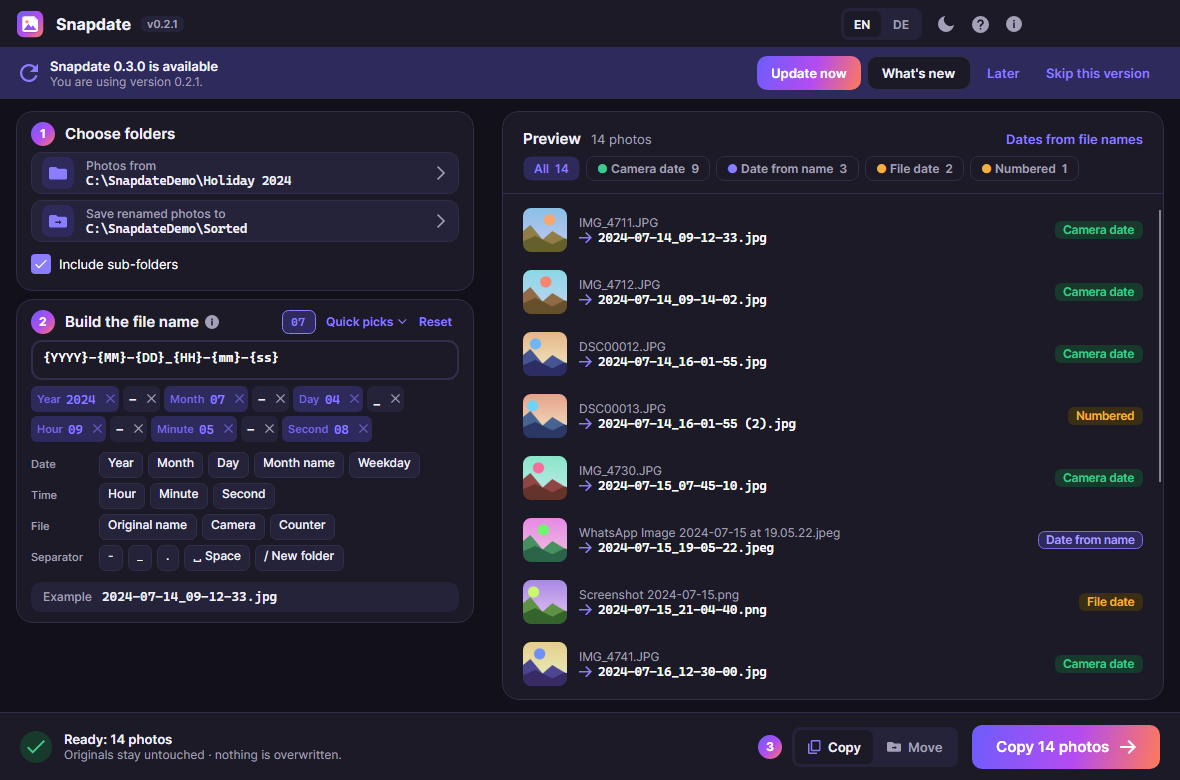 Snapdate v0.2.1
EN DE
Snapdate 0.3.0 is available
You are using version 0.2.1.
Update now What's new Later Skip this version
1 Choose folders
Photos from
C:\SnapdateDemo\Holiday 2024
Save renamed photos to
C:\SnapdateDemo\Sorted
Include sub-folders
2 Build the file name 07 Quick picks Reset
{YYYY}-{MM}-{DD}_{HH}-{mm}-{ss}
Year 2024 × - × Month 07 × - × Day 04 × _ ×
Hour 09 × - × Minute 05 × - × Second 08 ×
Date Year Month Day Month name Weekday
Time Hour Minute Second
File Original name Camera Counter
Separator - _ . ␣ Space / New folder
Example 2024-07-14_09-12-33.jpg
Preview 14 photos Dates from file names
All 14 Camera date 9 Date from name 3 File date 2 Numbered 1
IMG_4711.JPG
→ 2024-07-14_09-12-33.jpg Camera date
IMG_4712.JPG
→ 2024-07-14_09-14-02.jpg Camera date
DSC00012.JPG
→ 2024-07-14_16-01-55.jpg Camera date
DSC00013.JPG
→ 2024-07-14_16-01-55 (2).jpg Numbered
IMG_4730.JPG
→ 2024-07-15_07-45-10.jpg Camera date
WhatsApp Image 2024-07-15 at 19.05.22.jpeg
→ 2024-07-15_19-05-22.jpeg Date from name
Screenshot 2024-07-15.png
→ 2024-07-15_21-04-40.png File date
IMG_4741.JPG
→ 2024-07-16_12-30-00.jpg Camera date
Ready: 14 photos
Originals stay untouched · nothing is overwritten.
3 Copy Move Copy 14 photos →